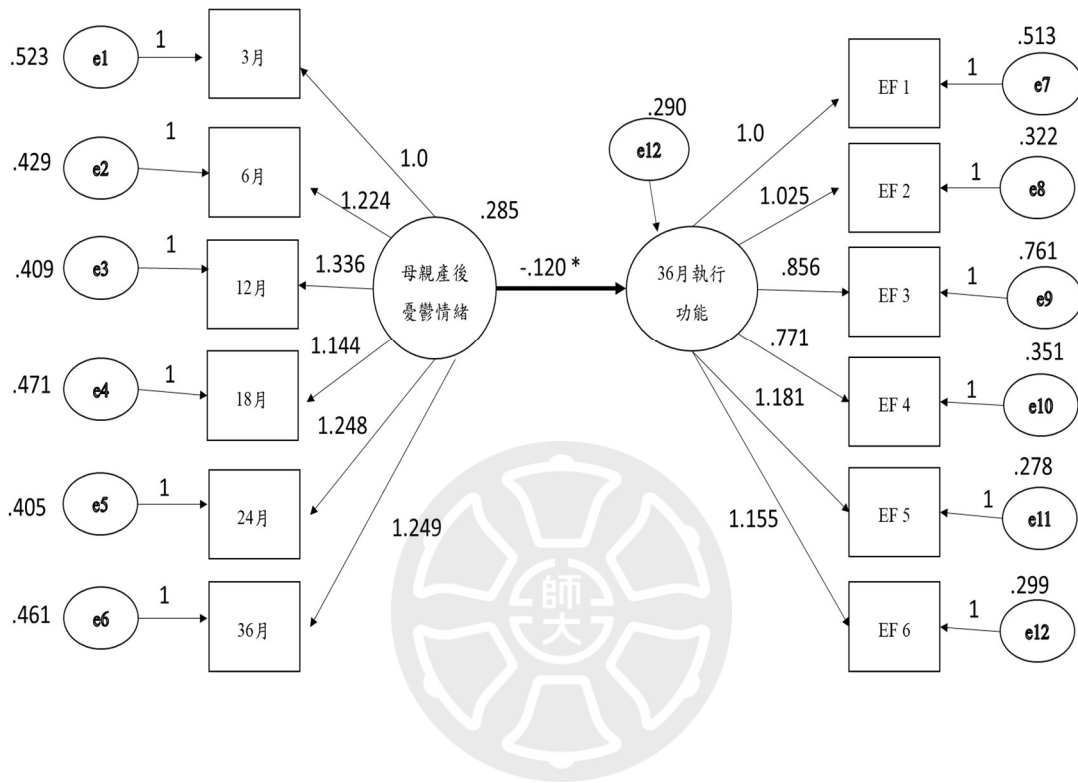 .523
e1
1
3月
.429
e2
1
6月
.409
e3
1
12月
.471
e4
1
18月
.405
e5
1
24月
.461
e6
1
36月
1.0
1.224
1.336
1.144
1.248
1.249
.285
母親產後
憂鬱情緒
-.120 *
.290
e12
36月執行
功能
1.0
1.025
.856
.771
1.181
1.155
EF 1
1
.513
e7
EF 2
1
.322
e8
EF 3
1
.761
e9
EF 4
1
.351
e10
EF 5
1
.278
e11
EF 6
1
.299
e12
師
大